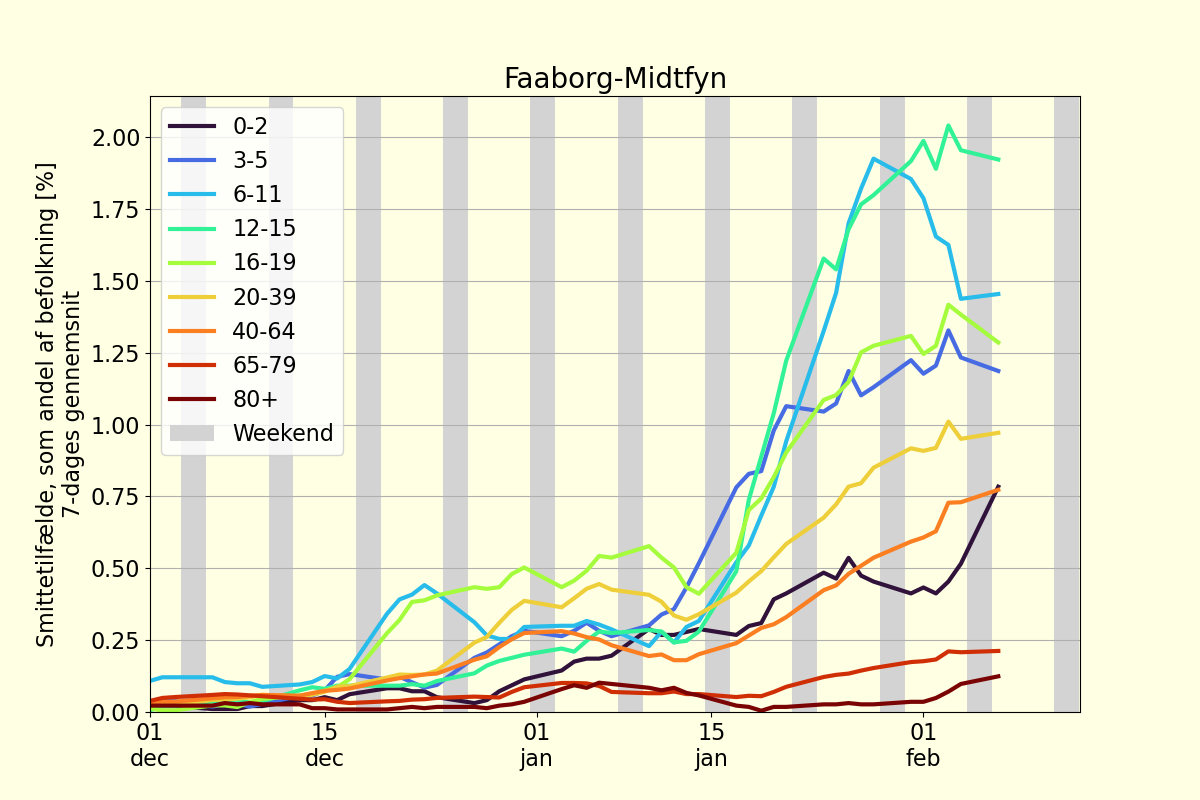 Faaborg-Midtfyn
Smittetilfælde, som andel af befolkning [%]
7-dages gennemsnit
2.00
1.75
1.50
1.25
1.00
0.75
0.50
0.25
0.00
0-2
3-5
6-11
12-15
16-19
20-39
40-64
65-79
80+
Weekend
01
dec
15
dec
01
jan
15
jan
01
feb